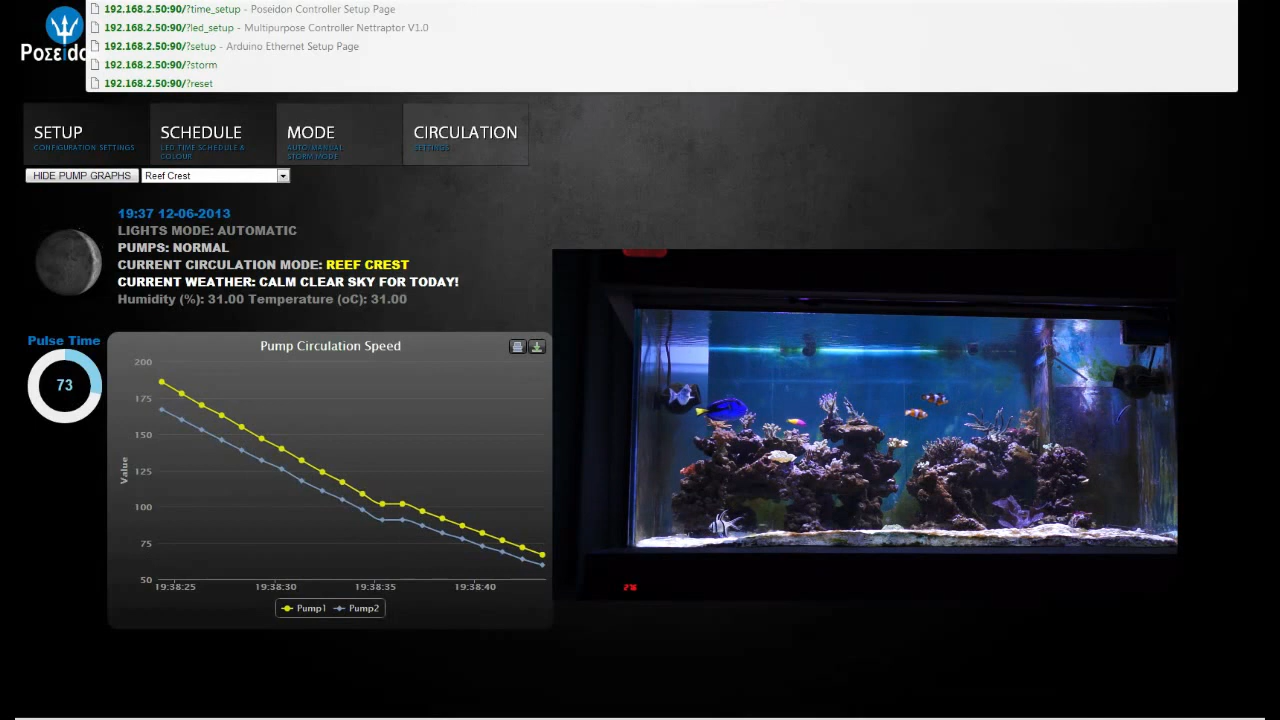 192.168.2.50:90/?time_setup - Poseidon Controller Setup Page
192.168.2.50:90/?led_setup - Multipurpose Controller Nettraptor V1.0
192.168.2.50:90/?setup - Arduino Ethernet Setup Page
192.168.2.50:90/?storm
192.168.2.50:90/?reset
Poσεido
SETUP
CONFIGURATION SETTINGS
SCHEDULE
LED TIME SCHEDULE &
COLOUR
MODE
AUTO/MANUAL
STORM MODE
CIRCULATION
SETTINGS
HIDE PUMP GRAPHS
Reef Crest
19:37 12-06-2013
LIGHTS MODE: AUTOMATIC
PUMPS: NORMAL
CURRENT CIRCULATION MODE: REEF CREST
CURRENT WEATHER: CALM CLEAR SKY FOR TODAY!
Humidity (%): 31.00 Temperature (oC): 31.00
Pulse Time
73
Pump Circulation Speed
Value
200
175
150
125
100
75
50
19:38:25 19:38:30 19:38:35 19:38:40
Pump1 Pump2